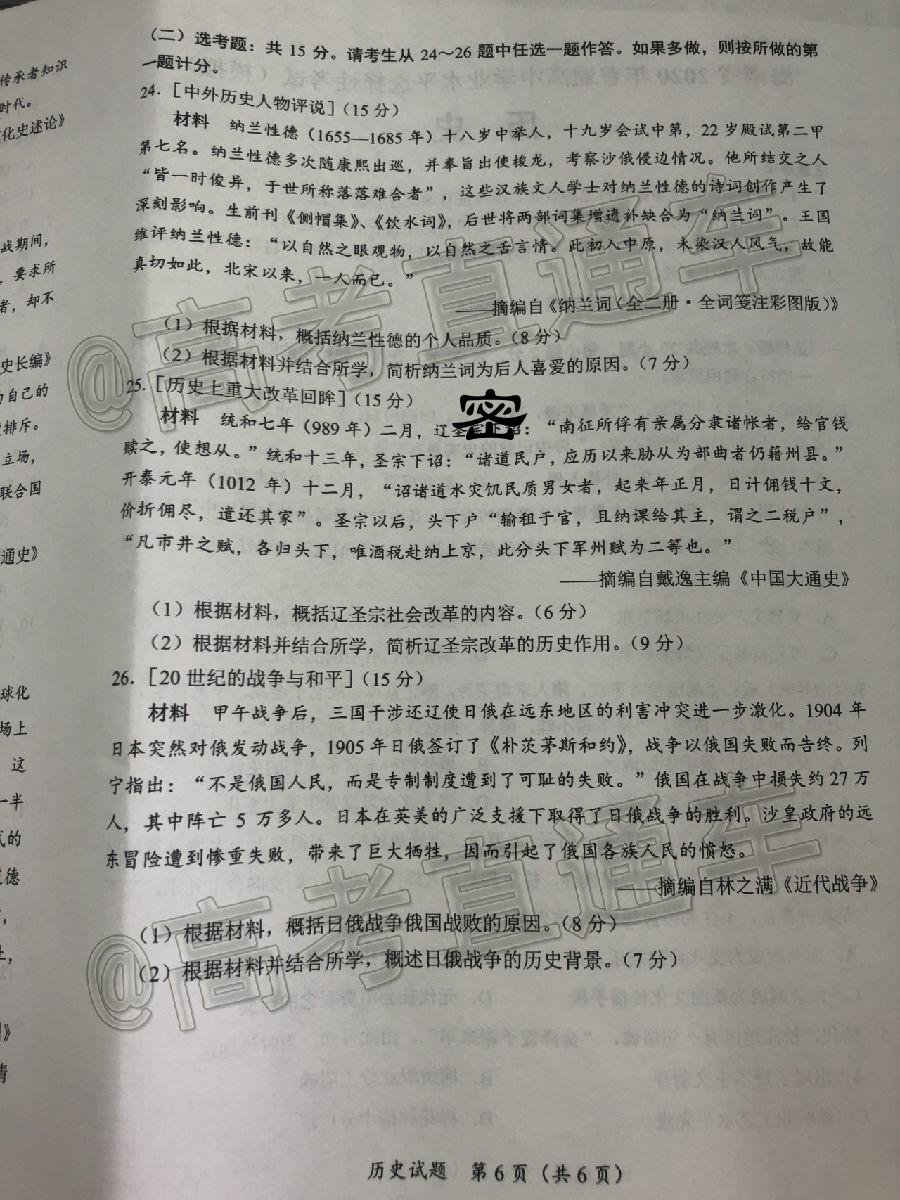 (二)选考题：共 15 分。请考生从 24～26 题中任选一题作答。如果多做，则按所做的第
一题计分。
24.［中外历史人物评说］(15 分)
材料 纳兰性德(1655—1685 年)十八岁中举人，十九岁会试中第，22 岁殿试第二甲
第七名。纳兰性德多次随康熙出巡，并奉旨出使梭龙，考察沙俄侵边情况。他所结交之人
“皆一时俊异，于世所称落落难合者”，这些汉族文人学士对纳兰性德的诗词创作产生了
深刻影响。生前刊《侧帽集》、《饮水词》，后世将两部词集增遗补缺合为“纳兰词”。王国
维评纳兰性德：“以自然之眼观物，以自然之舌言情。此初入中原，未染汉人风气，故能
真切如此，北宋以来，一人而已。”
——摘编自《纳兰词(全二册·全词笺注彩图版)》
(1)根据材料，概括纳兰性德的个人品质。(8 分)
(2)根据材料并结合所学，简析纳兰词为后人喜爱的原因。(7 分)
25.［历史上重大改革回眸］(15 分)
材料 统和七年(989 年)二月，辽圣宗下诏：“南征所俘有亲属分隶诸帐者，给官钱
赎之，使想从。”统和十三年，圣宗下诏：“诸道民户，应历以来胁从为部曲者仍籍州县。”
开泰元年(1012 年)十二月，“诏诸道水灾饥民质男女者，起来年正月，日计佣钱十文，
价折佣尽，遣还其家”。圣宗以后，头下户“输租于官，且纳课给其主，谓之二税户”，
“凡市井之赋，各归头下，唯酒税赴纳上京，此分头下军州赋为二等也。”
——摘编自戴逸主编《中国大通史》
(1)根据材料，概括辽圣宗社会改革的内容。(6 分)
(2)根据材料并结合所学，简析辽圣宗改革的历史作用。(9 分)
26.［20 世纪的战争与和平］(15 分)
材料 甲午战争后，三国干涉还辽使日俄在远东地区的利害冲突进一步激化。1904 年
日本突然对俄发动战争，1905 年日俄签订了《朴茨茅斯和约》，战争以俄国失败而告终。列
宁指出：“不是俄国人民，而是专制制度遭到了可耻的失败。”俄国在战争中损失约 27 万
人，其中阵亡 5 万多人。日本在英美的广泛支援下取得了日俄战争的胜利。沙皇政府的远
东冒险遭到惨重失败，带来了巨大牺牲，因而引起了俄国各族人民的愤怒。
——摘编自林之满《近代战争》
(1)根据材料，概括日俄战争俄国战败的原因。(8 分)
(2)根据材料并结合所学，概述日俄战争的历史背景。(7 分)
历史试题 第 6 页(共 6 页)
密
@高考直通车
@高考直通车
传承者知识
时代。
化史述论》
战期间，
，要求所
者，却不
史长编》
自己的
排斥。
立场，
联合国
通史》
球化
场上
这
一半
式的
道德